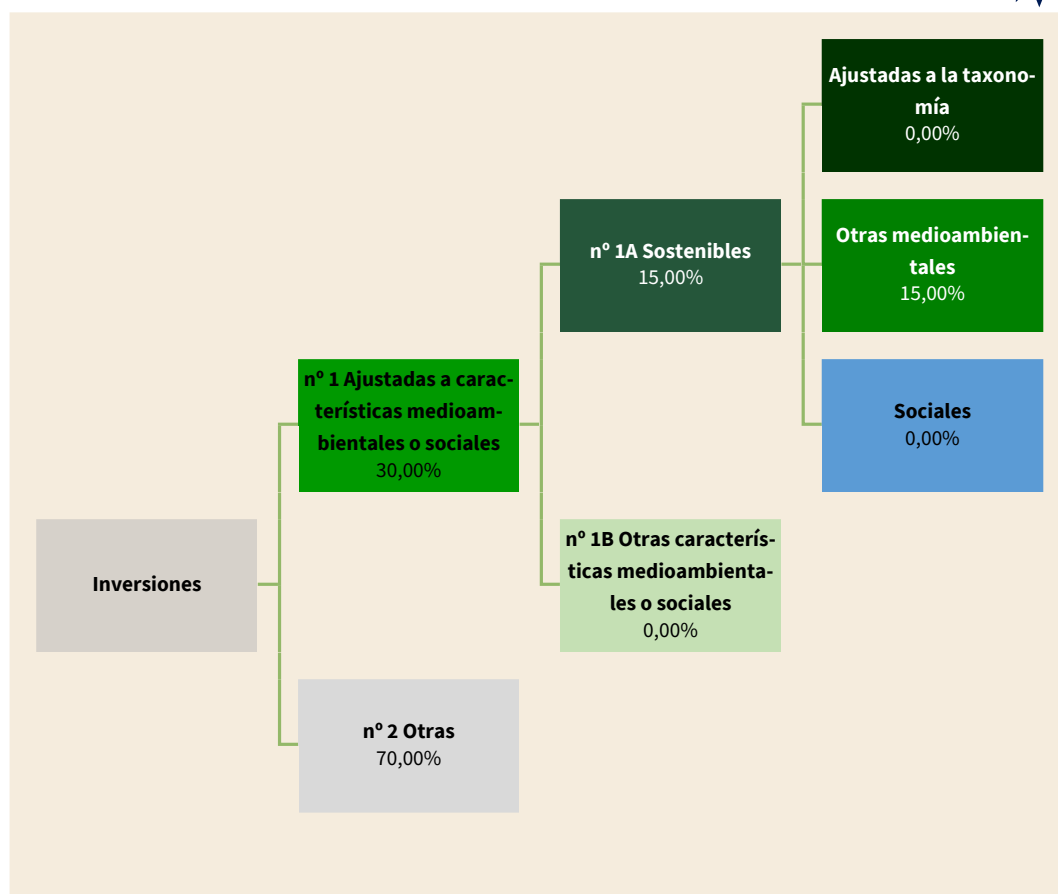 Ajustadas a la taxono-
mía
0,00%
nº 1A Sostenibles
15,00%
Otras medioambien-
tales
15,00%
nº 1 Ajustadas a carac-
terísticas medioam-
bientales o sociales
30,00%
Sociales
0,00%
Inversiones
nº 1B Otras caracterís-
ticas medioambienta-
les o sociales
0,00%
nº 2 Otras
70,00%